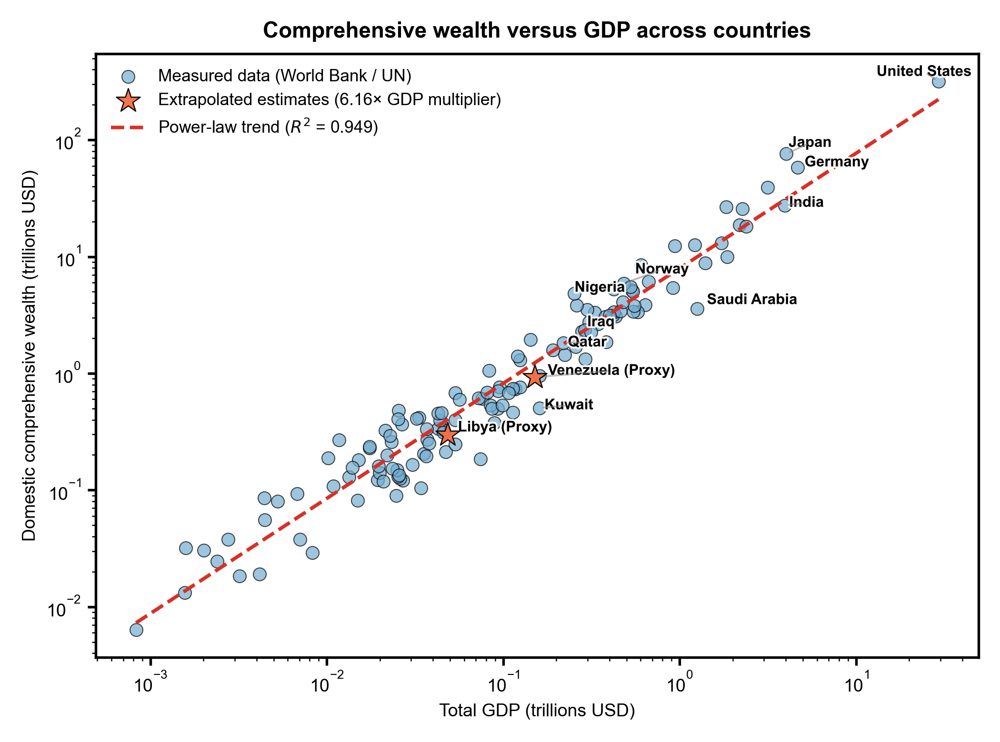 Comprehensive wealth versus GDP across countries
Measured data (World Bank / UN)
Extrapolated estimates (6.16× GDP multiplier)
Power-law trend (R² = 0.949)
United States
Japan
Germany
India
Norway
Nigeria
Saudi Arabia
Iraq
Qatar
Venezuela (Proxy)
Kuwait
Libya (Proxy)
Domestic comprehensive wealth (trillions USD)
10²
10¹
10⁰
10⁻¹
10⁻²
10⁻³ 10⁻² 10⁻¹ 10⁰ 10¹
Total GDP (trillions USD)